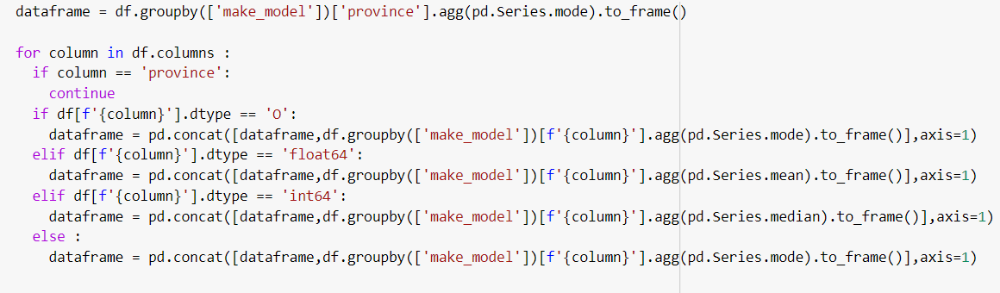 dataframe = df.groupby(['make_model'])['province'].agg(pd.Series.mode).to_frame()
for column in df.columns :
  if column == 'province':
    continue
  if df[f'{column}'].dtype == 'O':
    dataframe = pd.concat([dataframe,df.groupby(['make_model'])[f'{column}'].agg(pd.Series.mode).to_frame()],axis=1)
  elif df[f'{column}'].dtype == 'float64':
    dataframe = pd.concat([dataframe,df.groupby(['make_model'])[f'{column}'].agg(pd.Series.mean).to_frame()],axis=1)
  elif df[f'{column}'].dtype == 'int64':
    dataframe = pd.concat([dataframe,df.groupby(['make_model'])[f'{column}'].agg(pd.Series.median).to_frame()],axis=1)
  else :
    dataframe = pd.concat([dataframe,df.groupby(['make_model'])[f'{column}'].agg(pd.Series.mode).to_frame()],axis=1)